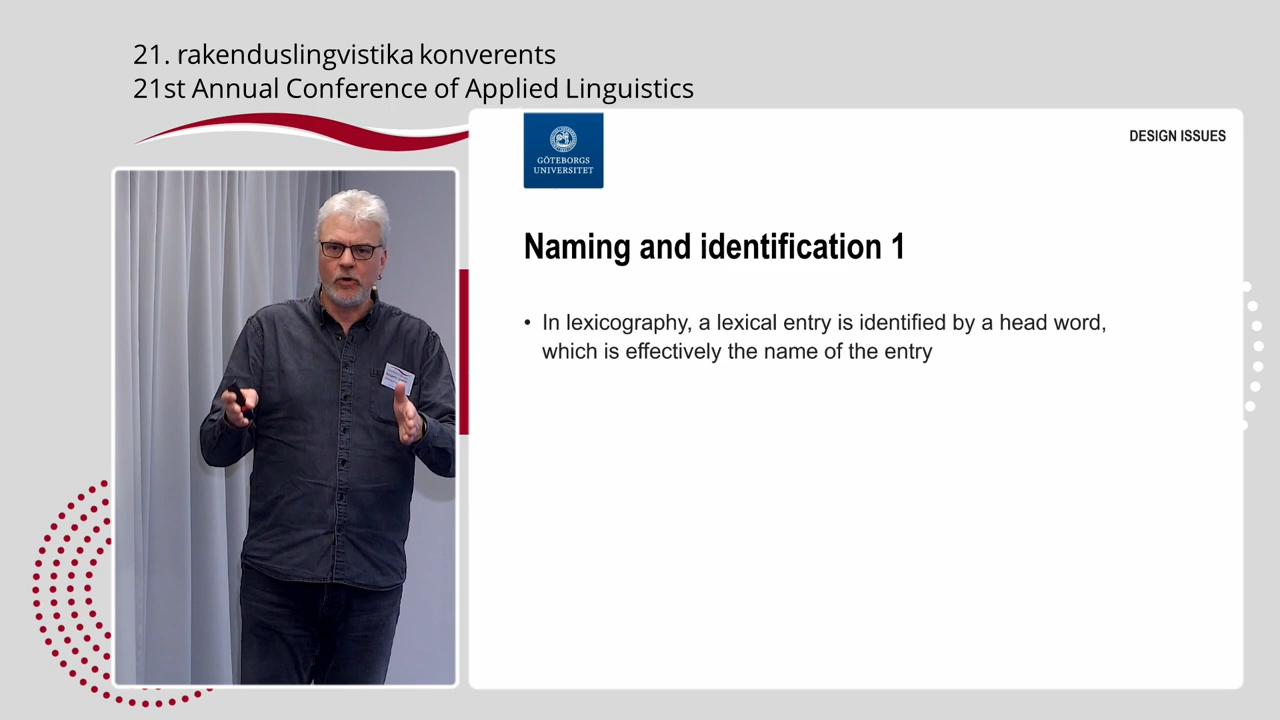 21. rakenduslingvistika konverents
21st Annual Conference of Applied Linguistics
GÖTEBORGS
UNIVERSITET
DESIGN ISSUES
Naming and identification 1
• In lexicography, a lexical entry is identified by a head word,
which is effectively the name of the entry